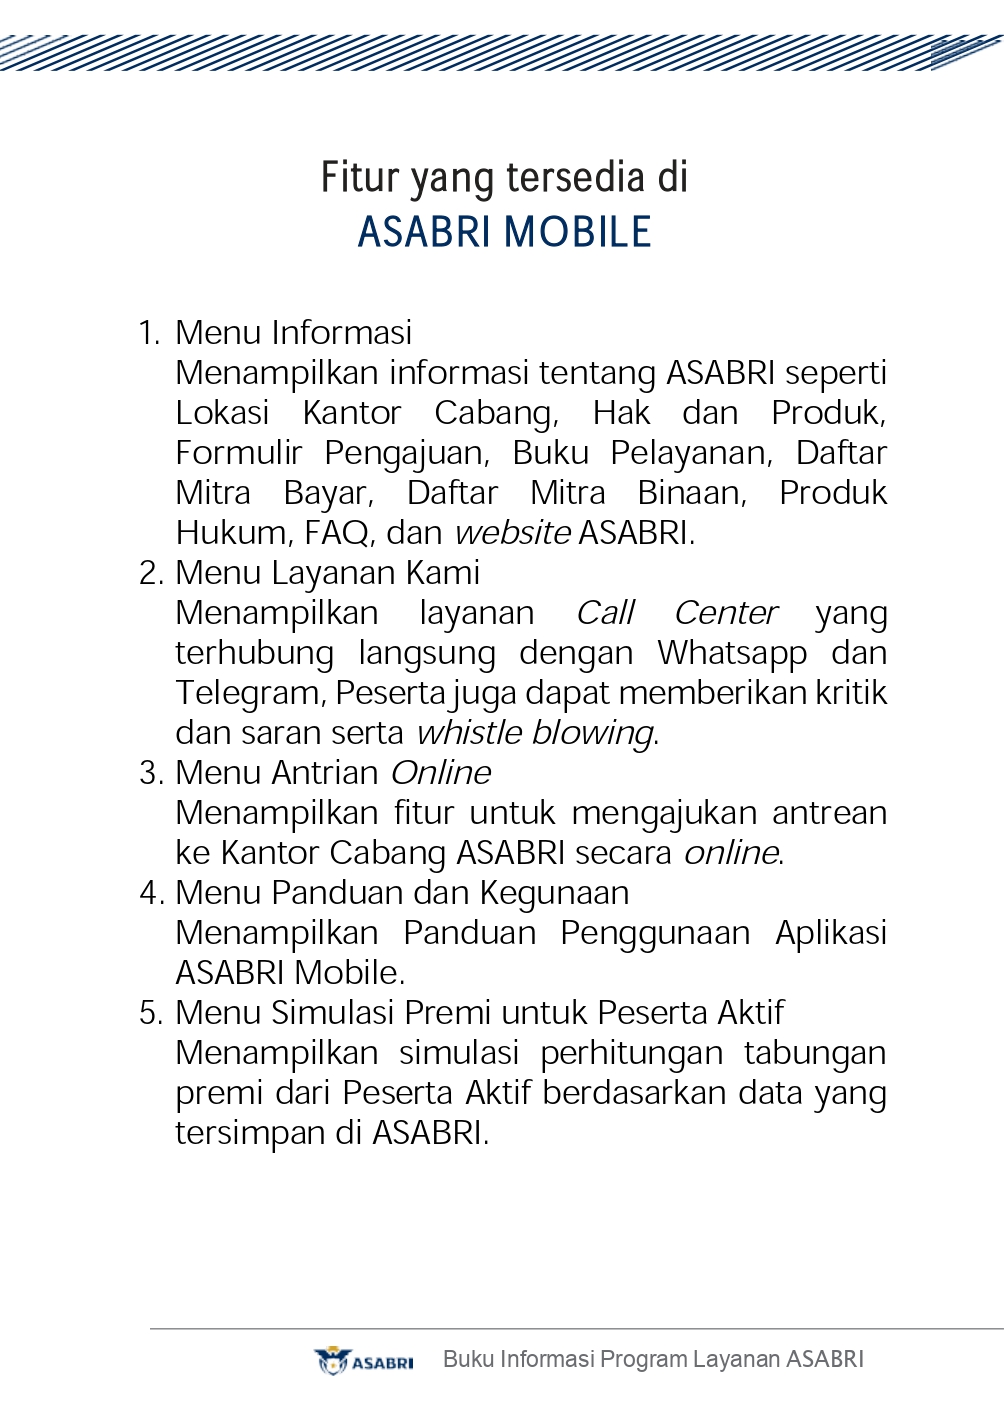 Fitur yang tersedia di
ASABRI MOBILE
1. Menu Informasi
Menampilkan informasi tentang ASABRI seperti
Lokasi Kantor Cabang, Hak dan Produk,
Formulir Pengajuan, Buku Pelayanan, Daftar
Mitra Bayar, Daftar Mitra Binaan, Produk
Hukum, FAQ, dan website ASABRI.
2. Menu Layanan Kami
Menampilkan layanan Call Center yang
terhubung langsung dengan Whatsapp dan
Telegram, Peserta juga dapat memberikan kritik
dan saran serta whistle blowing.
3. Menu Antrian Online
Menampilkan fitur untuk mengajukan antrean
ke Kantor Cabang ASABRI secara online.
4. Menu Panduan dan Kegunaan
Menampilkan Panduan Penggunaan Aplikasi
ASABRI Mobile.
5. Menu Simulasi Premi untuk Peserta Aktif
Menampilkan simulasi perhitungan tabungan
premi dari Peserta Aktif berdasarkan data yang
tersimpan di ASABRI.
ASABRI Buku Informasi Program Layanan ASABRI